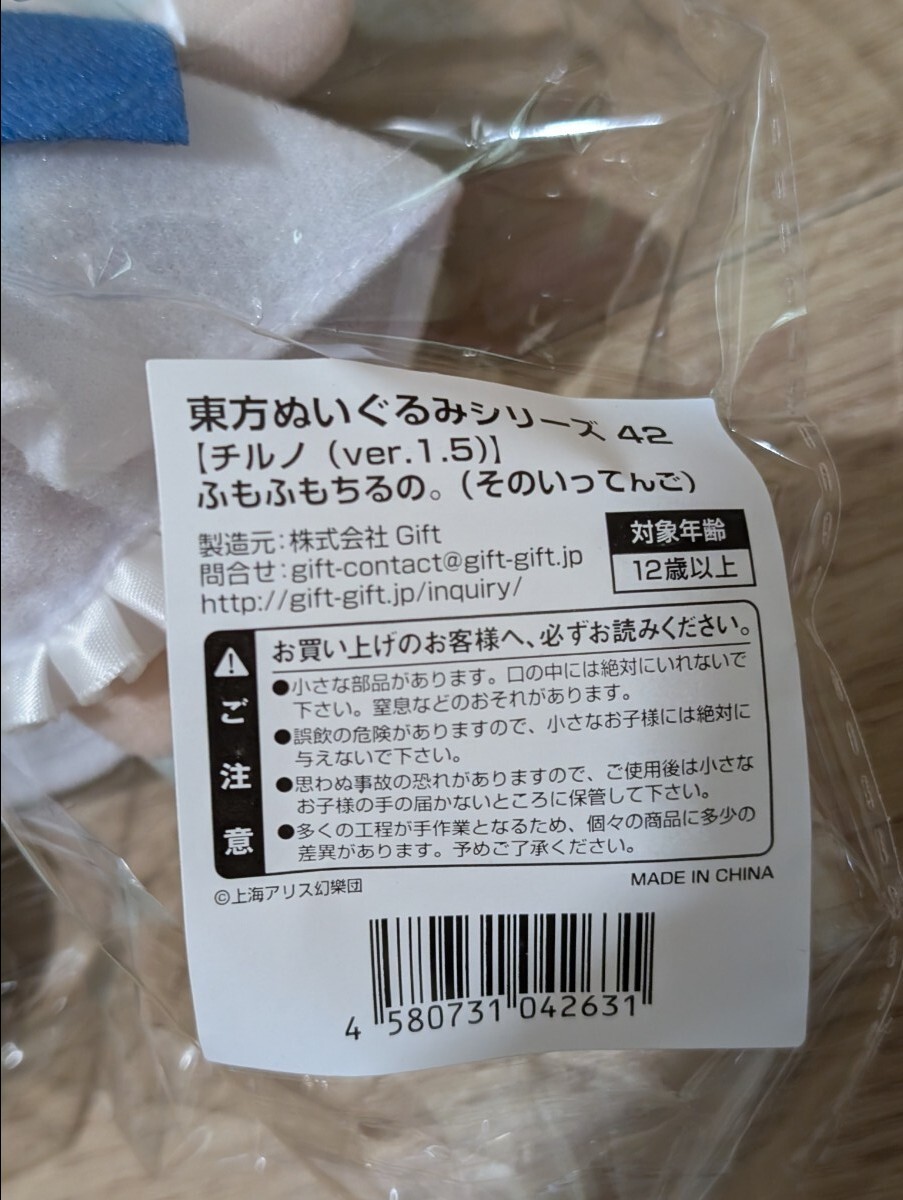 東方ぬいぐるみシリーズ 42
【チルノ（ver.1.5)】
ふもふもちるの。（そのいってんご）
製造元：株式会社 Gift
問合せ：gift-contact@gift-gift.jp
http://gift-gift.jp/inquiry/
対象年齢
12歳以上
ご注意
お買い上げのお客様へ、必ずお読みください。
●小さな部品があります。口の中には絶対にいれないで
下さい。窒息などのおそれがあります。
●誤飲の危険がありますので、小さなお子様には絶対に
与えないで下さい。
●思わぬ事故の恐れがありますので、ご使用後は小さな
お子様の手の届かないところに保管して下さい。
●多くの工程が手作業となるため、個々の商品に多少の
差異があります。予めご了承ください。
©上海アリス幻樂団
MADE IN CHINA
4 580731 042631